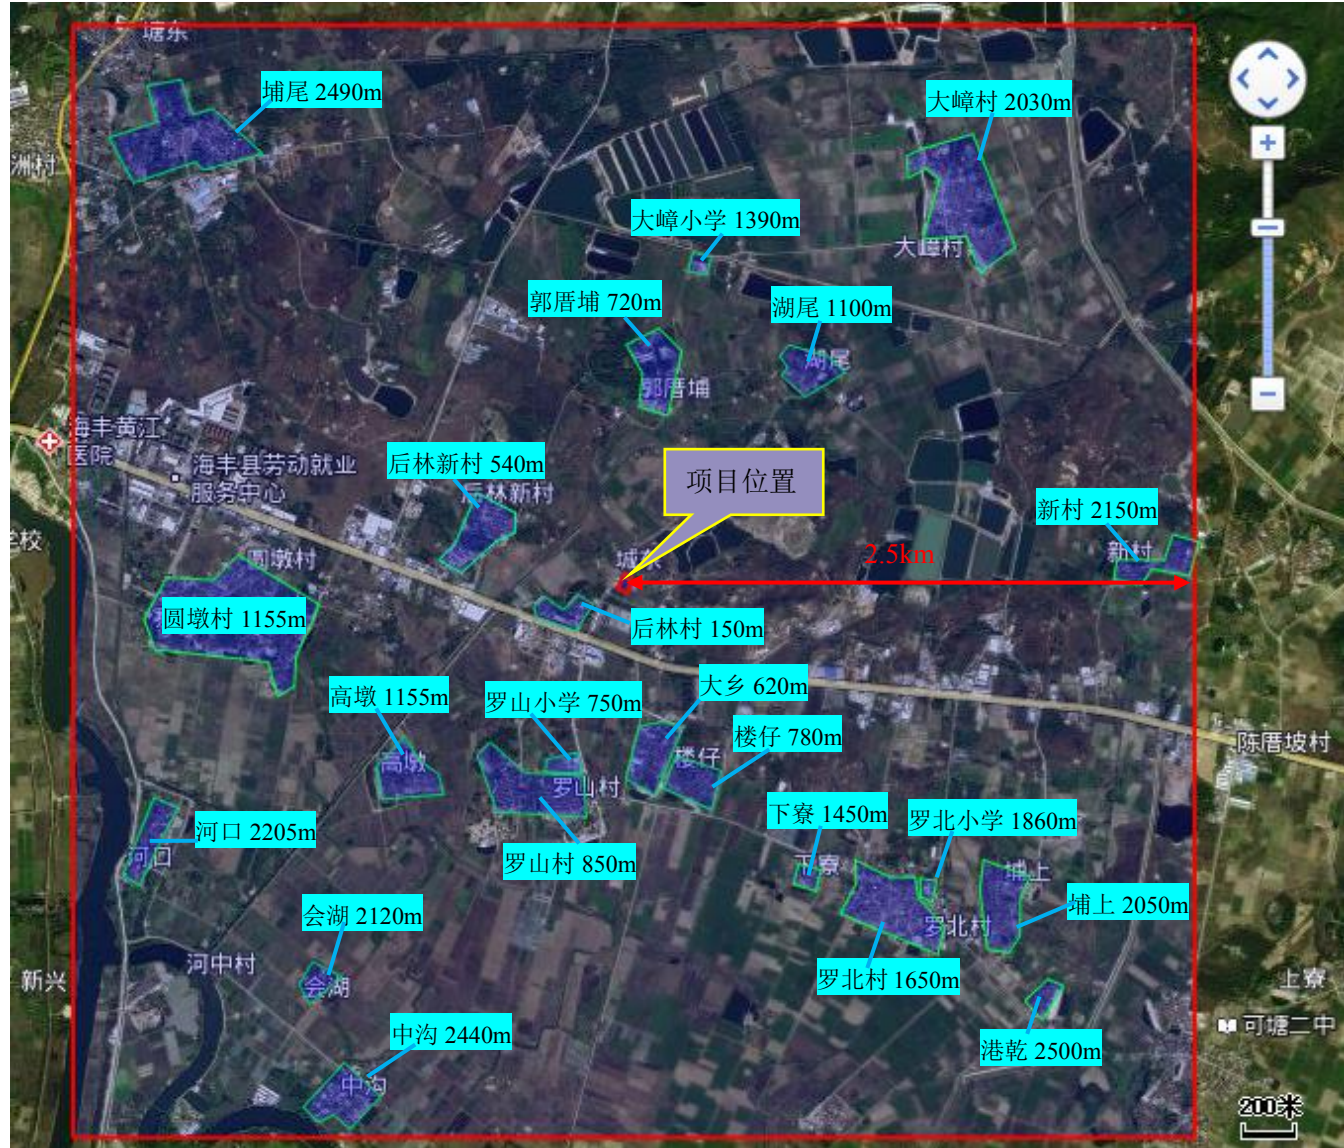 塘东
埔尾 2490m
大嶂村 2030m
洲村
大嶂小学 1390m
大嶂村
郭厝埔 720m
湖尾 1100m
湖尾
郭厝埔
海丰黄江
医院
海丰县劳动就业
服务中心
后林新村 540m
后林新村
项目位置
新村 2150m
学校
圆墩村
2.5km
新村
圆墩村 1155m
后林村 150m
高墩 1155m
罗山小学 750m
大乡 620m
楼仔 780m
陈厝坡村
高墩
楼仔
罗山村
河口 2205m
河口
罗山村 850m
下寮 1450m
罗北小学 1860m
下寮
埔上
会湖 2120m
埔上 2050m
罗北村
河中村
罗北村 1650m
新兴
会湖
上寮
中沟 2440m
港乾 2500m
可塘二中
中沟
200米